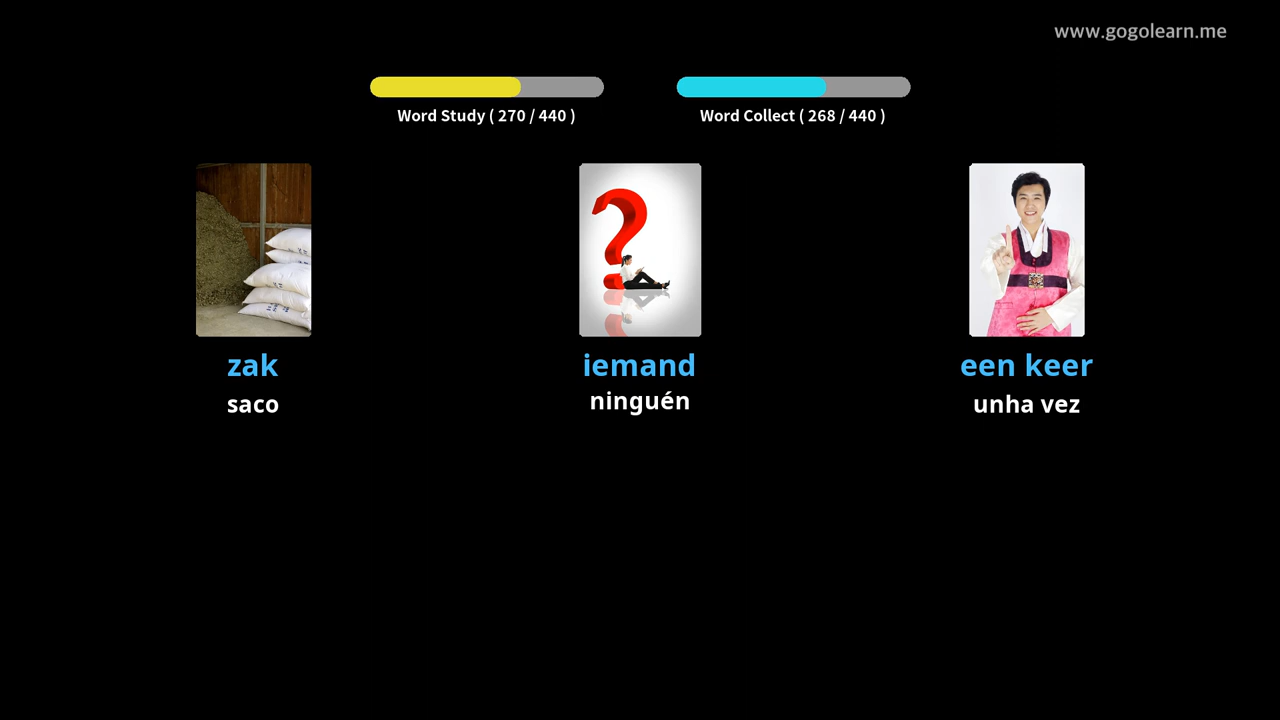 www.gogolearn.me
Word Study ( 270 / 440 )
Word Collect ( 268 / 440 )
zak
iemand
een keer
saco
ninguén
unha vez